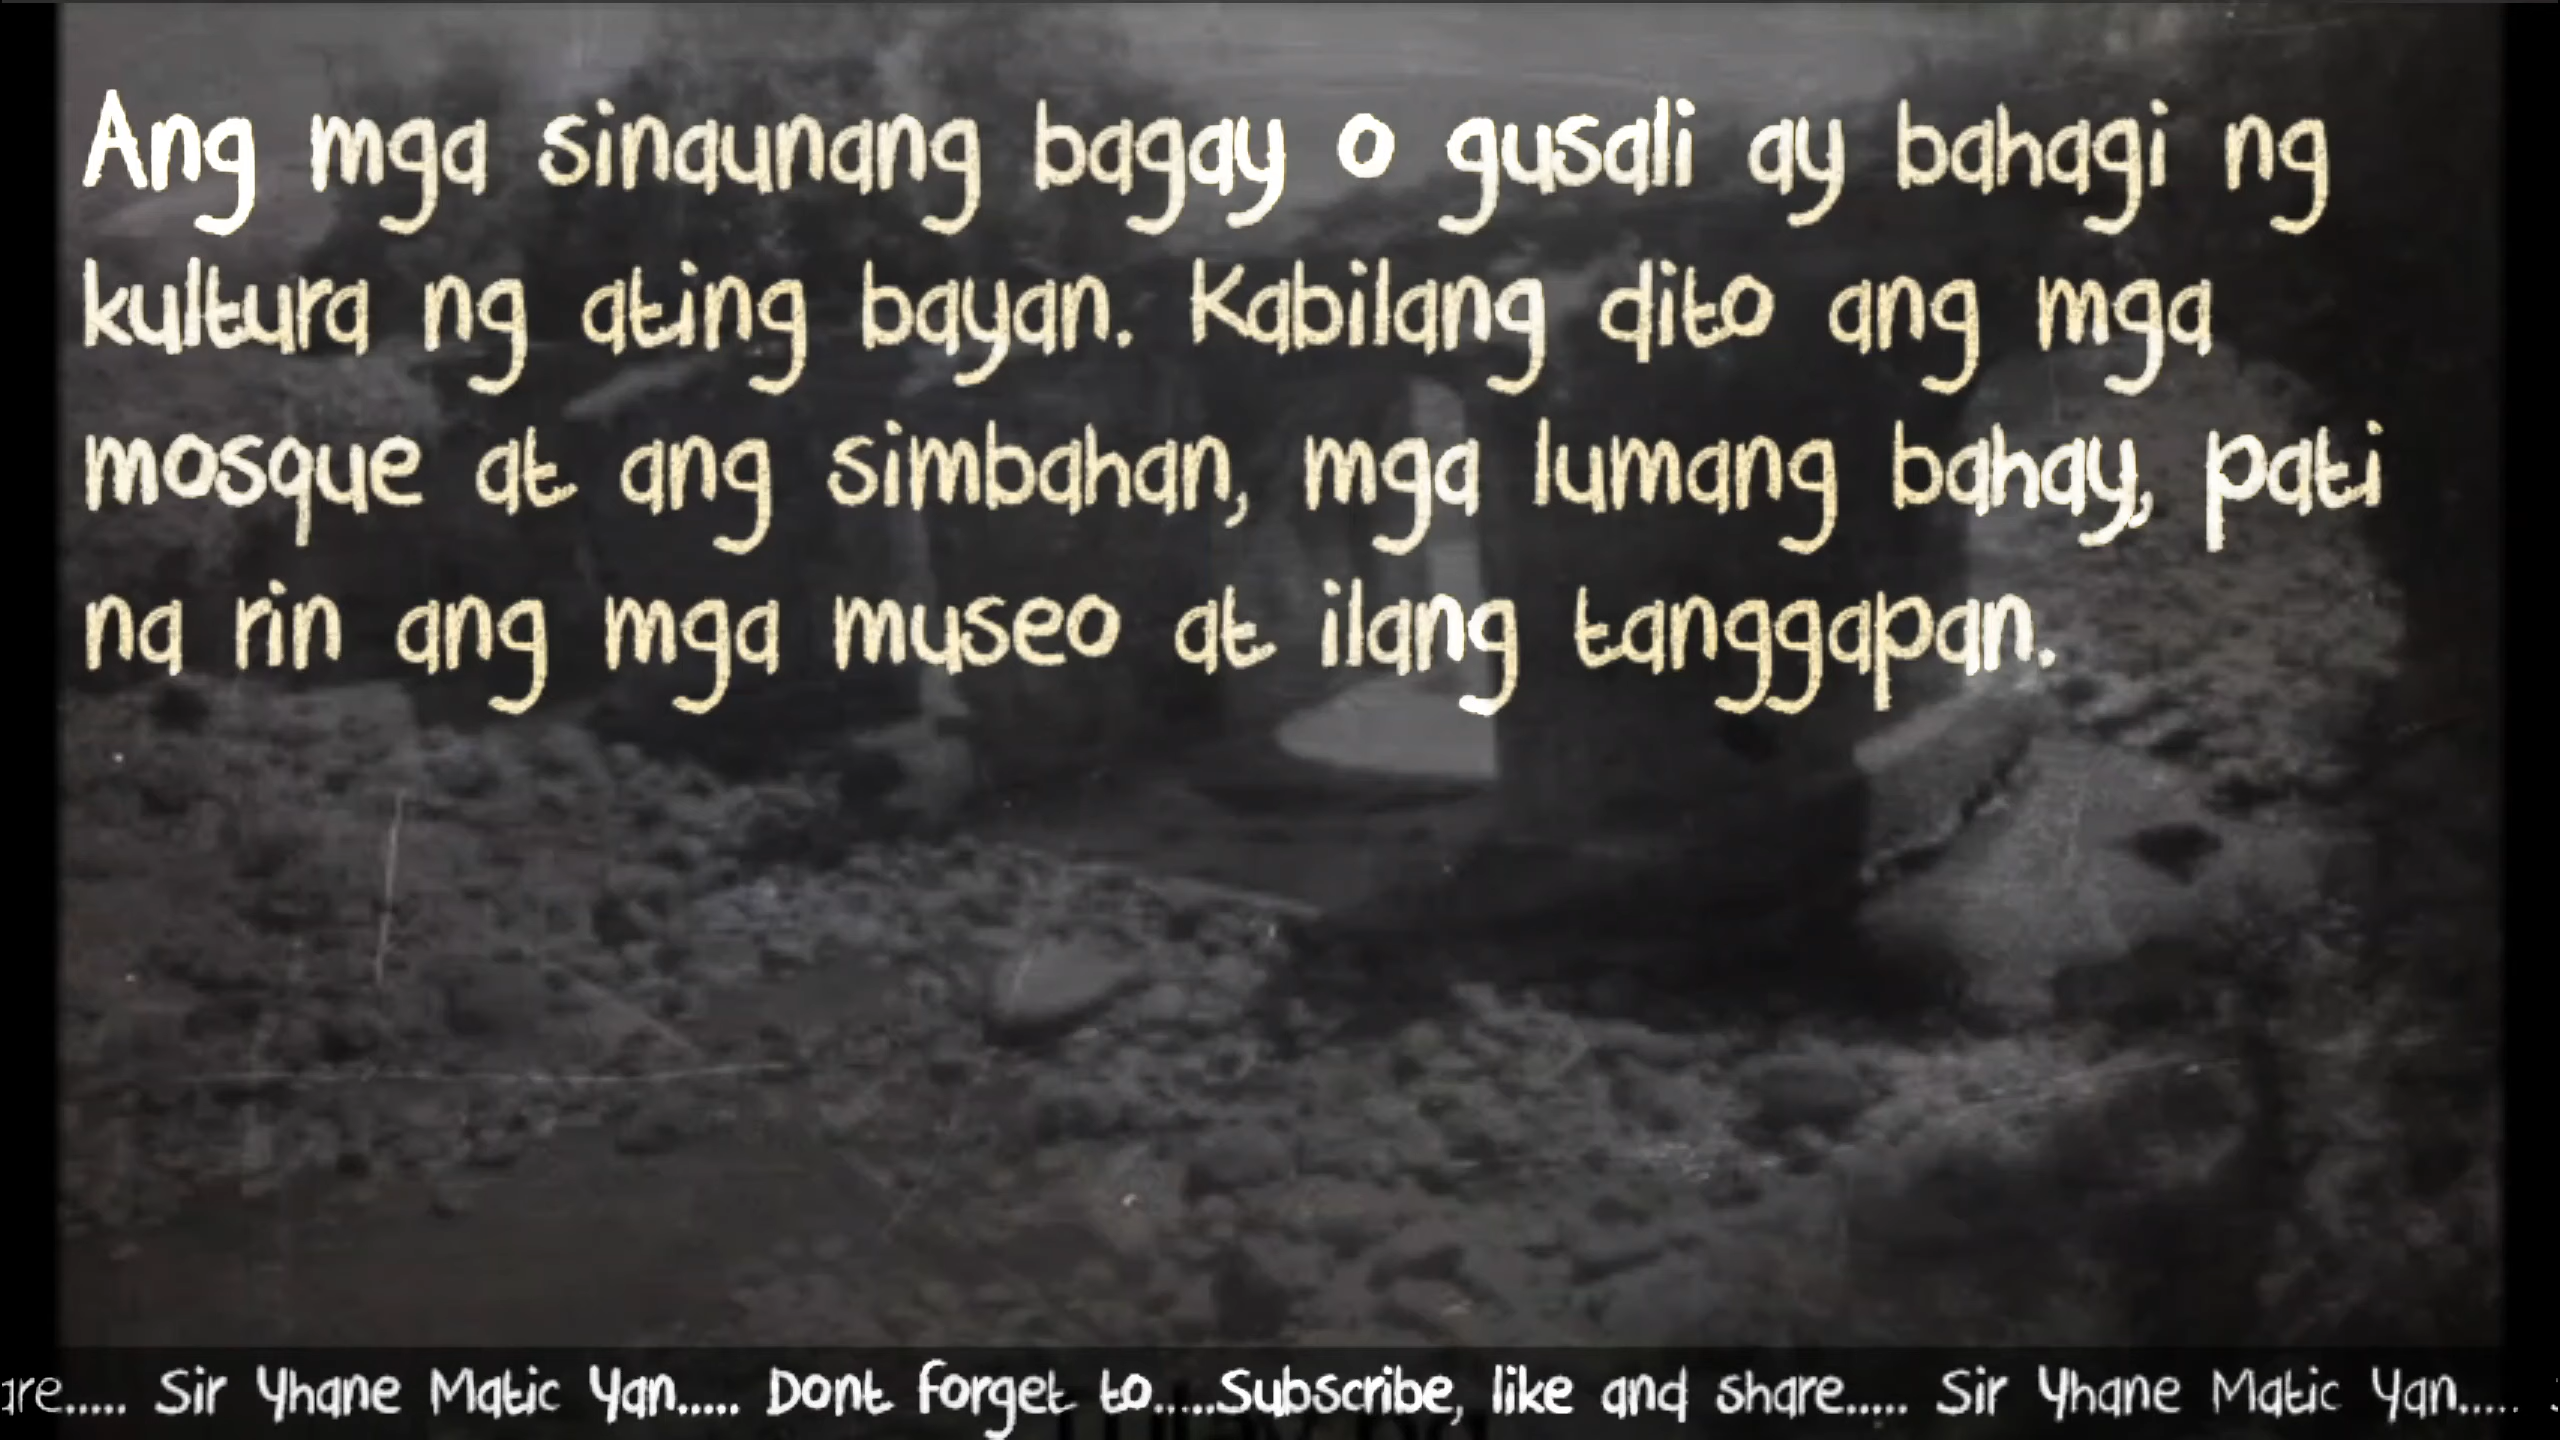 Ang mga sinaunang bagay o gusali ay bahagi ng
kultura ng ating bayan. Kabilang dito ang mga
mosque at ang simbahan, mga lumang bahay, pati
na rin ang mga museo at ilang tanggapan.
are..... Sir Yhane Matic Yan..... Dont forget to.....Subscribe, like and share..... Sir Yhane Matic Yan.....